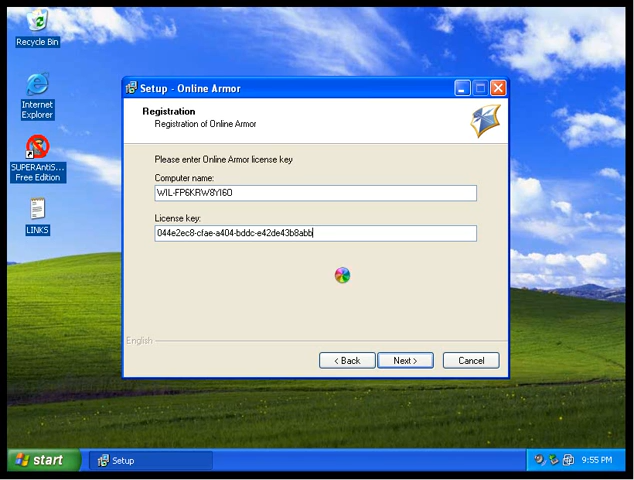 Recycle Bin
Internet
Explorer
SUPERAntiS...
Free Edition
LINKS
Setup - Online Armor
Registration
Registration of Online Armor
Please enter Online Armor license key
Computer name:
WIL-FP6KRW8YI6O
License key:
044e2ec8-cfae-a404-bddc-e42de43b8abb
English
< Back
Next >
Cancel
start
Setup
9:55 PM